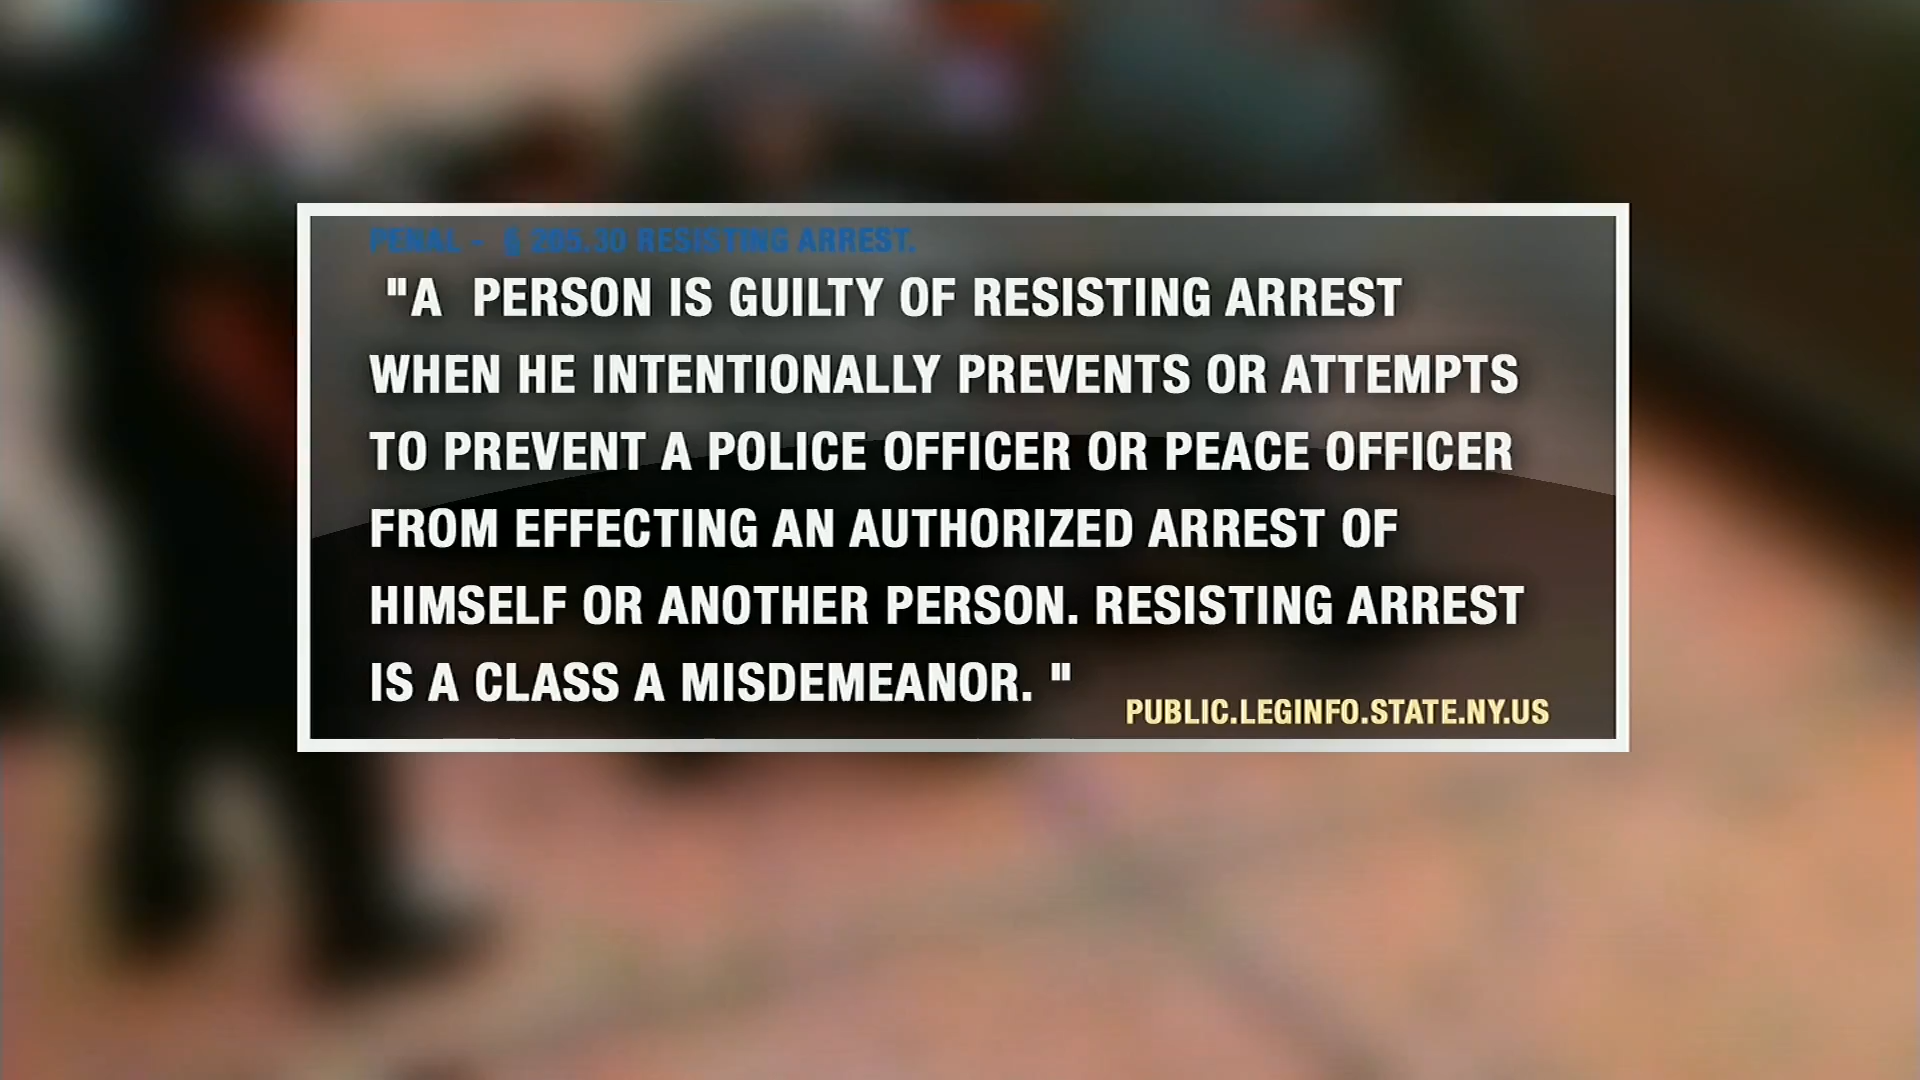 PENAL - § 205.30 RESISTING ARREST.
"A PERSON IS GUILTY OF RESISTING ARREST
WHEN HE INTENTIONALLY PREVENTS OR ATTEMPTS
TO PREVENT A POLICE OFFICER OR PEACE OFFICER
FROM EFFECTING AN AUTHORIZED ARREST OF
HIMSELF OR ANOTHER PERSON. RESISTING ARREST
IS A CLASS A MISDEMEANOR. "
PUBLIC.LEGINFO.STATE.NY.US